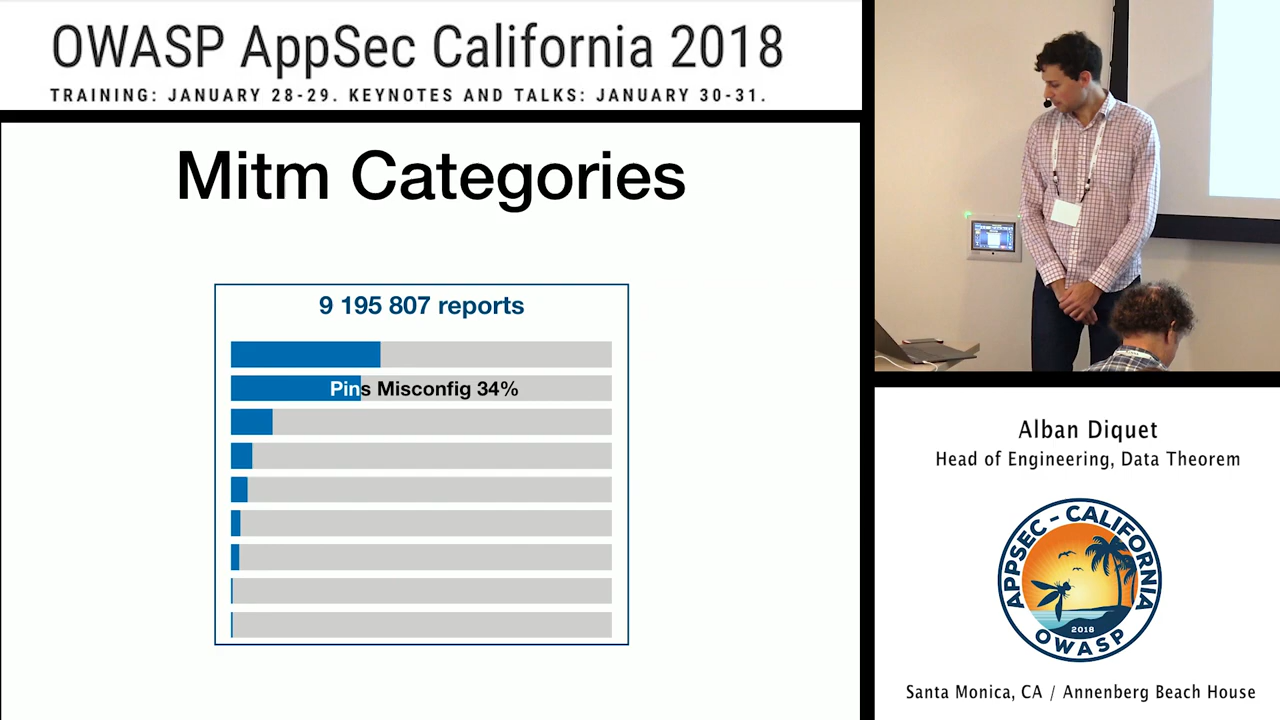 OWASP AppSec California 2018
TRAINING: JANUARY 28-29. KEYNOTES AND TALKS: JANUARY 30-31.
Mitm Categories
9 195 807 reports
Pins Misconfig 34%
Alban Diquet
Head of Engineering, Data Theorem
APPSEC - CALIFORNIA
2018
OWASP
Santa Monica, CA / Annenberg Beach House